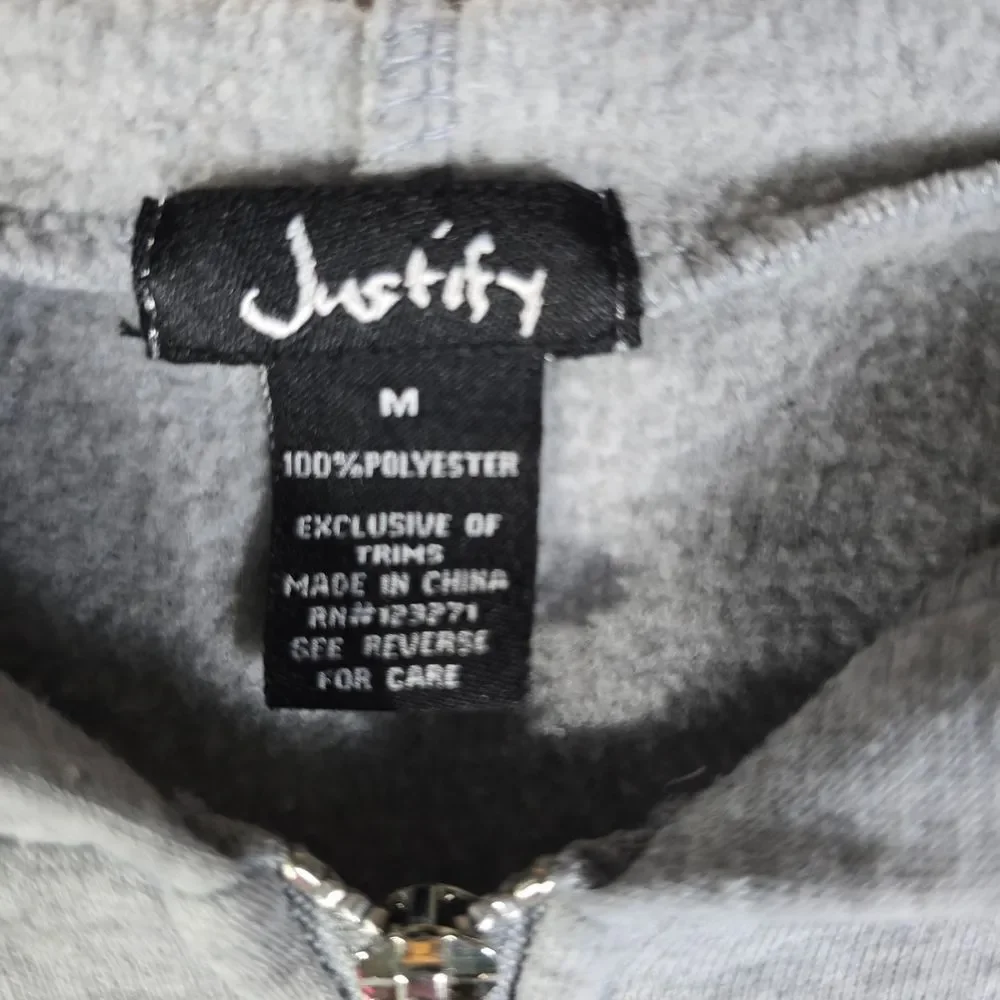 Justify
M
100%POLYESTER
EXCLUSIVE OF
TRIMS
MADE IN CHINA
RN#123271
SEE REVERSE
FOR CARE